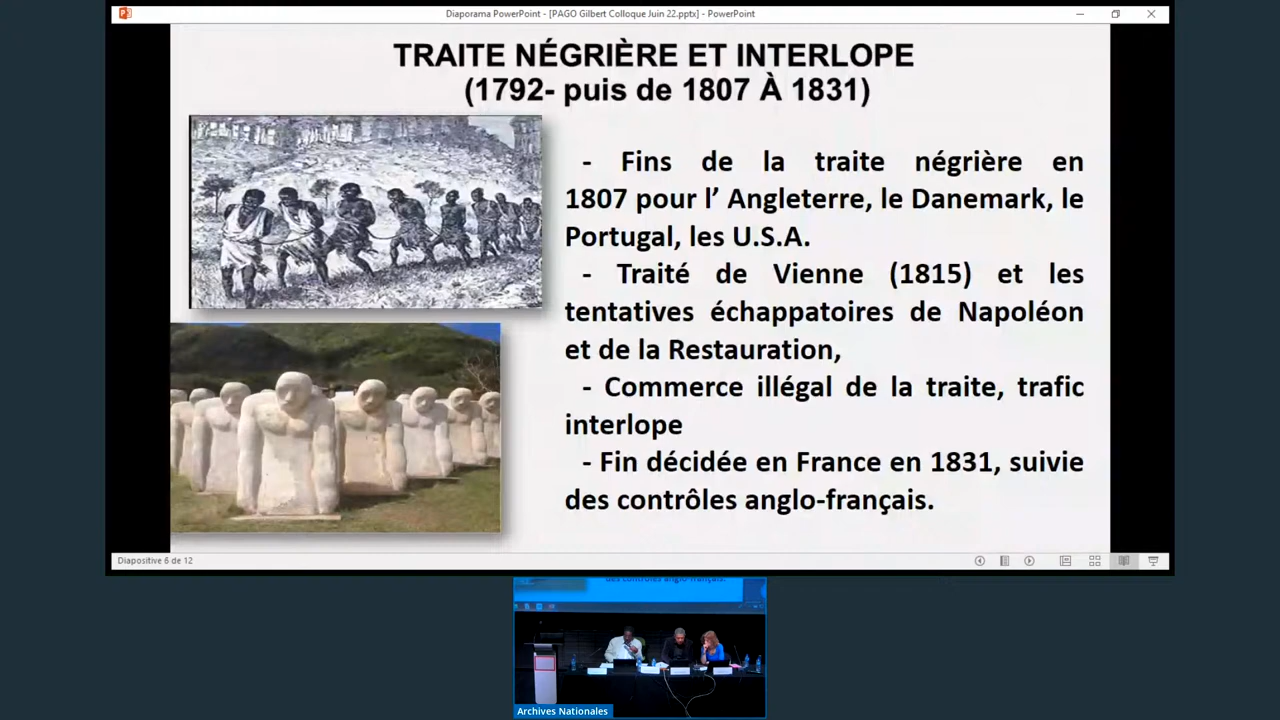 Diaporama PowerPoint - [PAGO Gilbert Colloque Juin 22.pptx] - PowerPoint
TRAITE NÉGRIÈRE ET INTERLOPE
(1792- puis de 1807 À 1831)
- Fins de la traite négrière en
1807 pour l’ Angleterre, le Danemark, le
Portugal, les U.S.A.
- Traité de Vienne (1815) et les
tentatives échappatoires de Napoléon
et de la Restauration,
- Commerce illégal de la traite, trafic
interlope
- Fin décidée en France en 1831, suivie
des contrôles anglo-français.
Diapositive 6 de 12
des contrôles anglo-français.
Archives Nationales